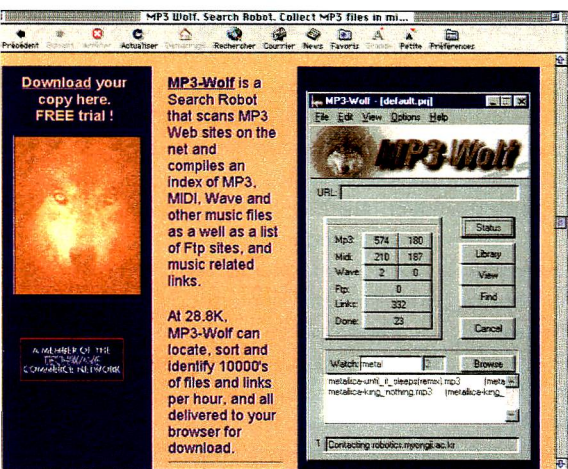 MP3 Wolf. Search Robot. Collect MP3 files in mi...
Précédent Actualiser Rechercher Courrier News Favoris Petite Préférences
Download your
copy here.
FREE trial !
A MEMBER OF THE
COMMERCE NETWORK
MP3-Wolf is a
Search Robot
that scans MP3
Web sites on the
net and
compiles an
index of MP3,
MIDI, Wave and
other music files
as a well as a list
of Ftp sites, and
music related
links.
At 28.8K,
MP3-Wolf can
locate, sort and
identify 10000's
of files and links
per hour, and all
delivered to your
browser for
download.
MP3-Wolf - [default.prj]
File Edit View Options Help
MP3-Wolf
URL:
Mp3: 574 180
Midi: 210 187
Wave: 2 0
Ftp: 0
Links: 332
Done: 23
Status
Library
View
Find
Cancel
Watch: metal 2 Browse
metallica-until_it_sleeps(remix).mp3 (meta
metallica-king_nothing.mp3 (metallica-king_
1 Contacting robotics.myongji.ac.kr